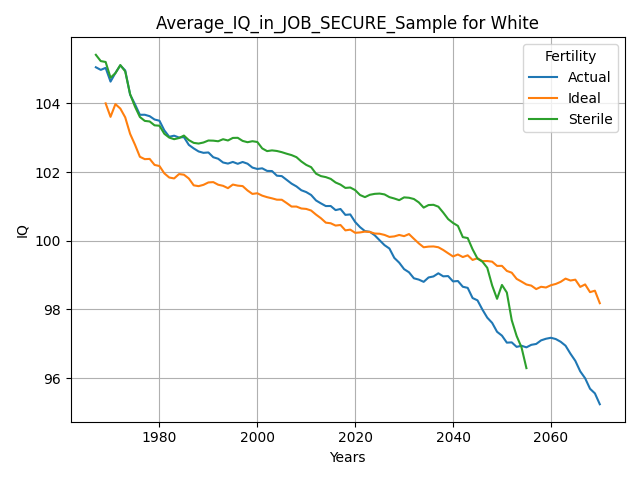 Average_IQ_in_JOB_SECURE_Sample for White
Fertility
Actual
Ideal
Sterile
IQ
104
102
100
98
96
1980
2000
2020
2040
2060
Years